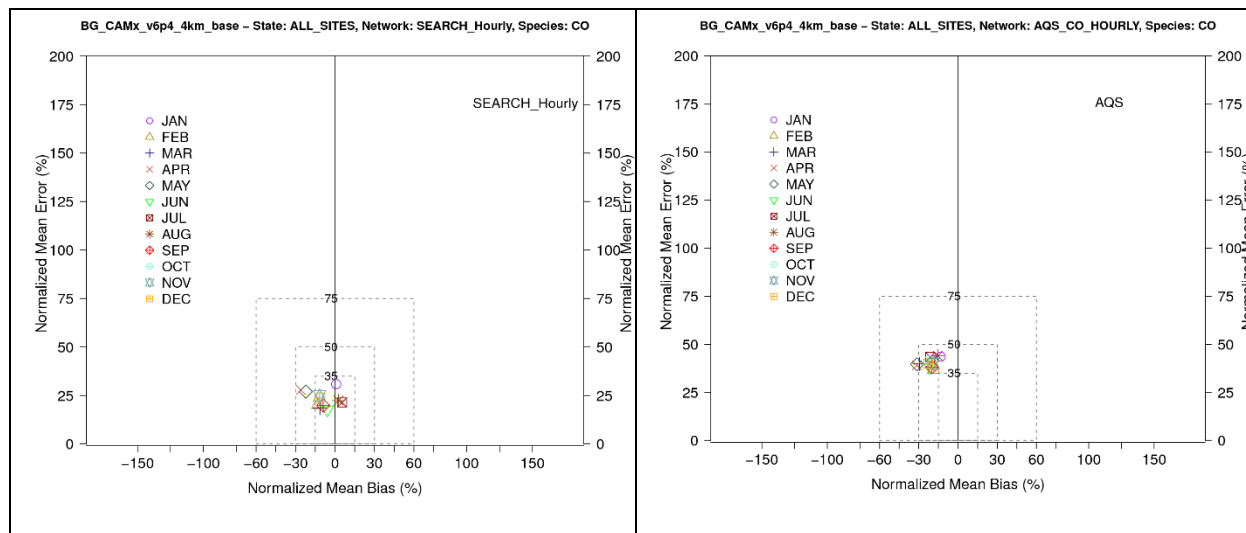 BG_CAMx_v6p4_4km_base – State: ALL_SITES, Network: SEARCH_Hourly, Species: CO
200
175
150
125
100
75
50
25
0
Normalized Mean Error (%)
SEARCH_Hourly
JAN
FEB
MAR
APR
MAY
JUN
JUL
AUG
SEP
OCT
NOV
DEC
75
50
35
200
175
150
125
100
75
50
25
0
Normalized Mean Error (%)
−150 −100 −60 −30 0 30 60 100 150
Normalized Mean Bias (%)
BG_CAMx_v6p4_4km_base – State: ALL_SITES, Network: AQS_CO_HOURLY, Species: CO
200
175
150
125
100
75
50
25
0
Normalized Mean Error (%)
AQS
JAN
FEB
MAR
APR
MAY
JUN
JUL
AUG
SEP
OCT
NOV
DEC
75
50
35
200
175
150
125
100
75
50
25
0
Normalized Mean Error (%)
−150 −100 −60 −30 0 30 60 100 150
Normalized Mean Bias (%)